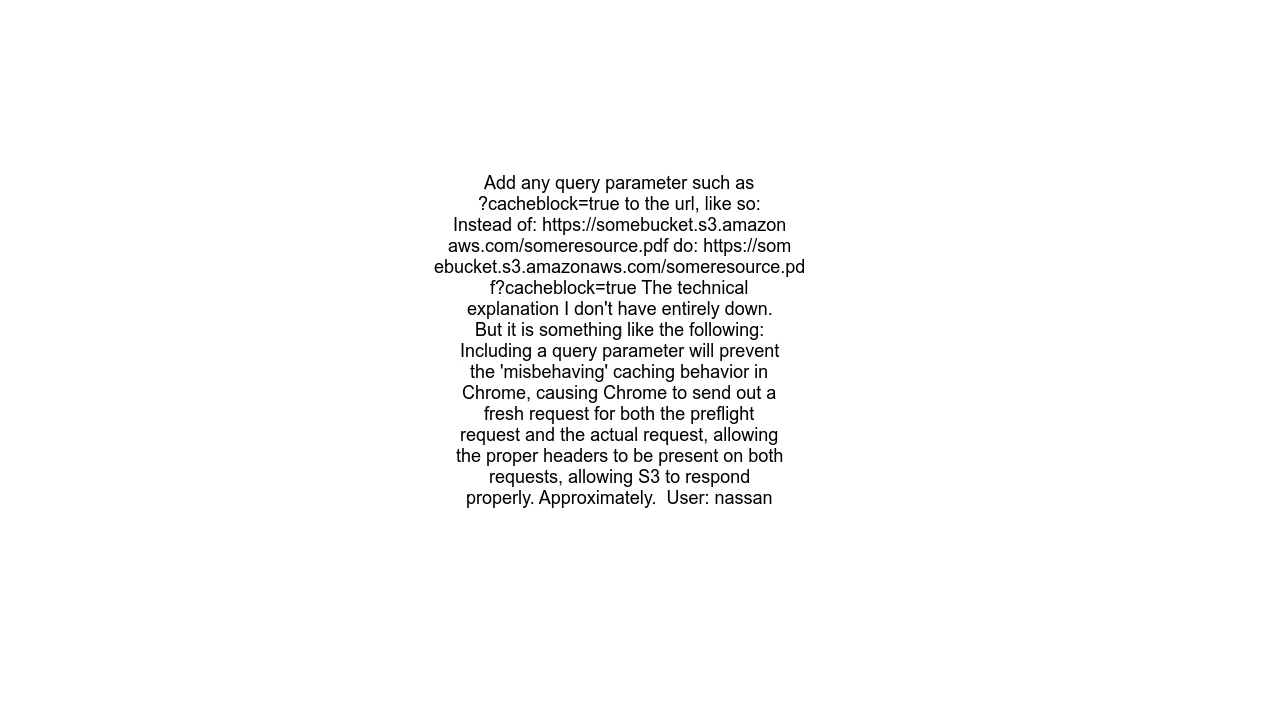 Add any query parameter such as
?cacheblock=true to the url, like so:
Instead of: https://somebucket.s3.amazon
aws.com/someresource.pdf do: https://som
ebucket.s3.amazonaws.com/someresource.pd
f?cacheblock=true The technical
explanation I don't have entirely down.
But it is something like the following:
Including a query parameter will prevent
the 'misbehaving' caching behavior in
Chrome, causing Chrome to send out a
fresh request for both the preflight
request and the actual request, allowing
the proper headers to be present on both
requests, allowing S3 to respond
properly. Approximately.  User: nassan